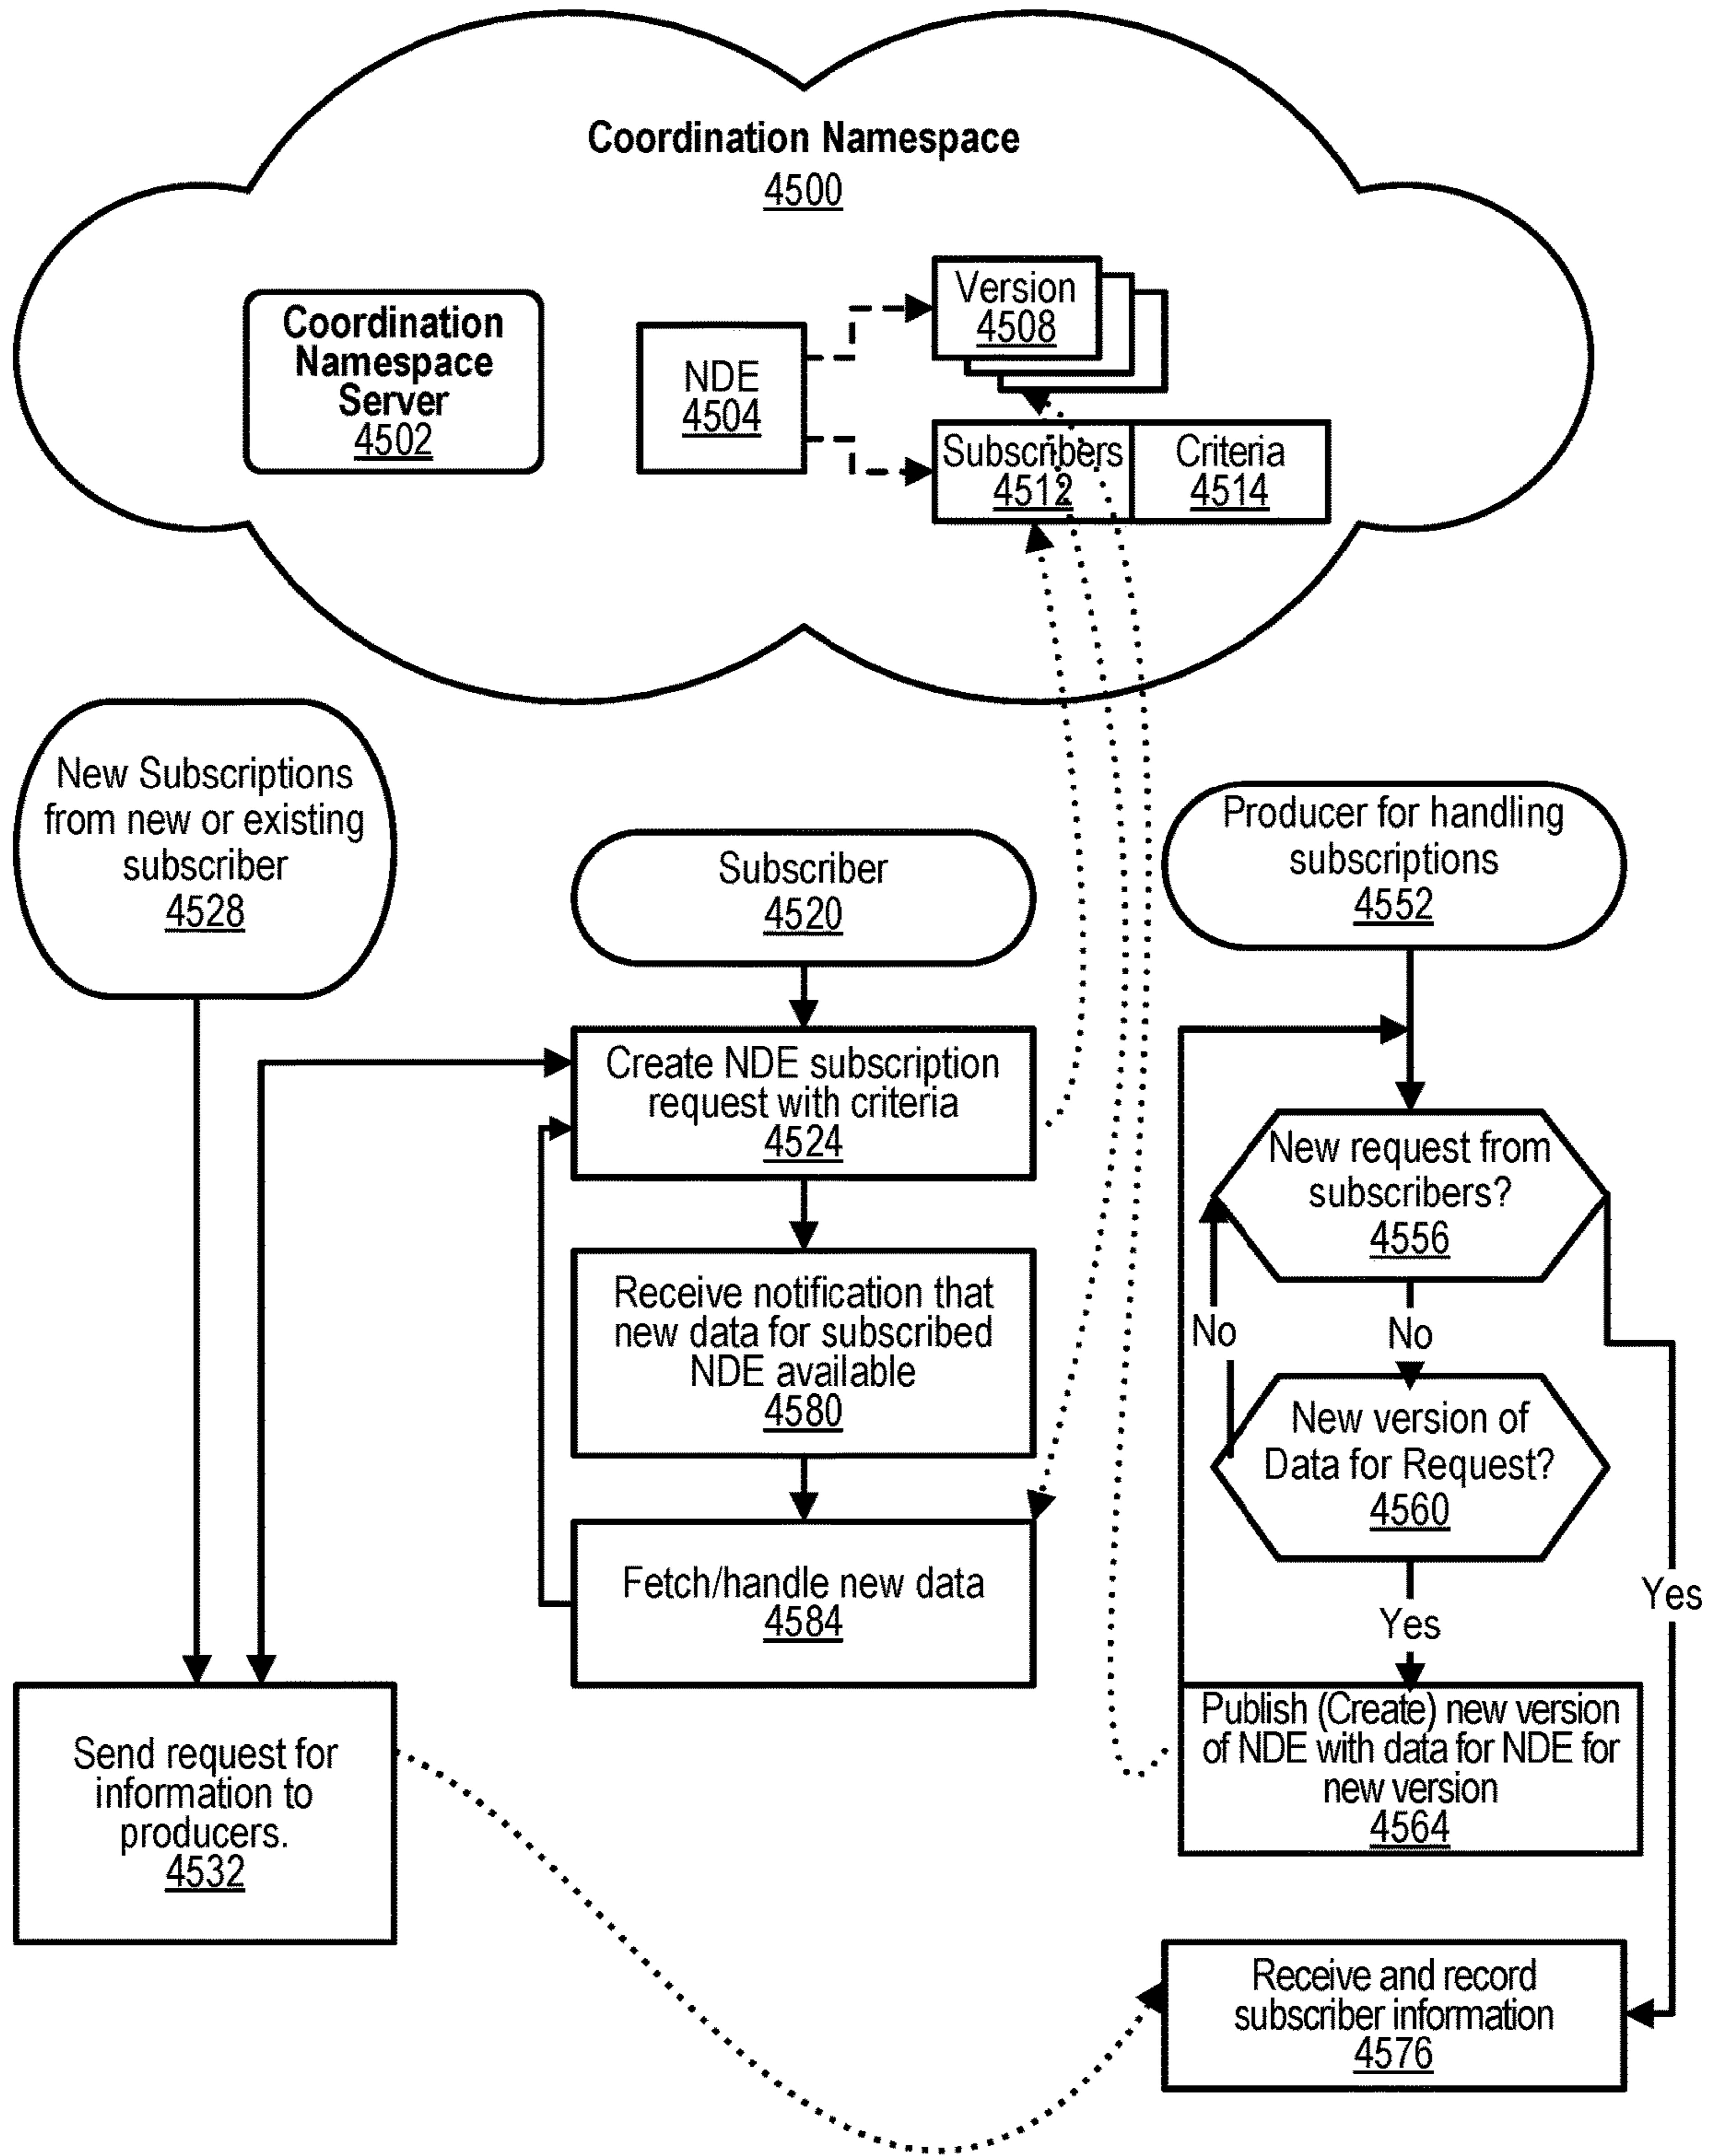 Coordination Namespace
4500
Coordination
Namespace
Server
4502
NDE
4504
Version
4508
Subscribers
4512
Criteria
4514
New Subscriptions
from new or existing
subscriber
4528
Subscriber
4520
Producer for handling
subscriptions
4552
Create NDE subscription
request with criteria
4524
New request from
subscribers?
4556
Receive notification that
new data for subscribed
NDE available
4580
No
No
New version of
Data for Request?
4560
Fetch/handle new data
4584
Yes
Yes
Send request for
information to
producers.
4532
Publish (Create) new version
of NDE with data for NDE for
new version
4564
Receive and record
subscriber information
4576